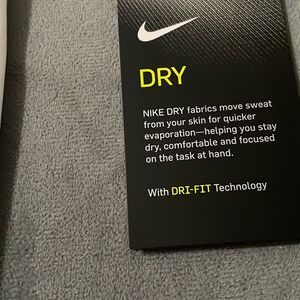 DRY
NIKE DRY fabrics move sweat
from your skin for quicker
evaporation—helping you stay
dry, comfortable and focused
on the task at hand.
With DRI-FIT Technology